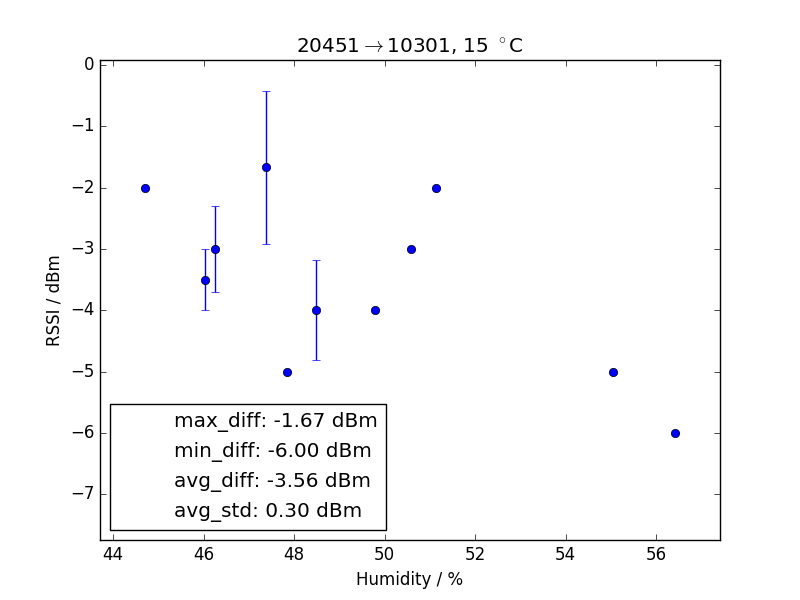 20451→10301, 15 °C
0
−1
−2
−3
−4
−5
−6
−7
RSSI / dBm
max_diff: -1.67 dBm
min_diff: -6.00 dBm
avg_diff: -3.56 dBm
avg_std: 0.30 dBm
44 46 48 50 52 54 56
Humidity / %